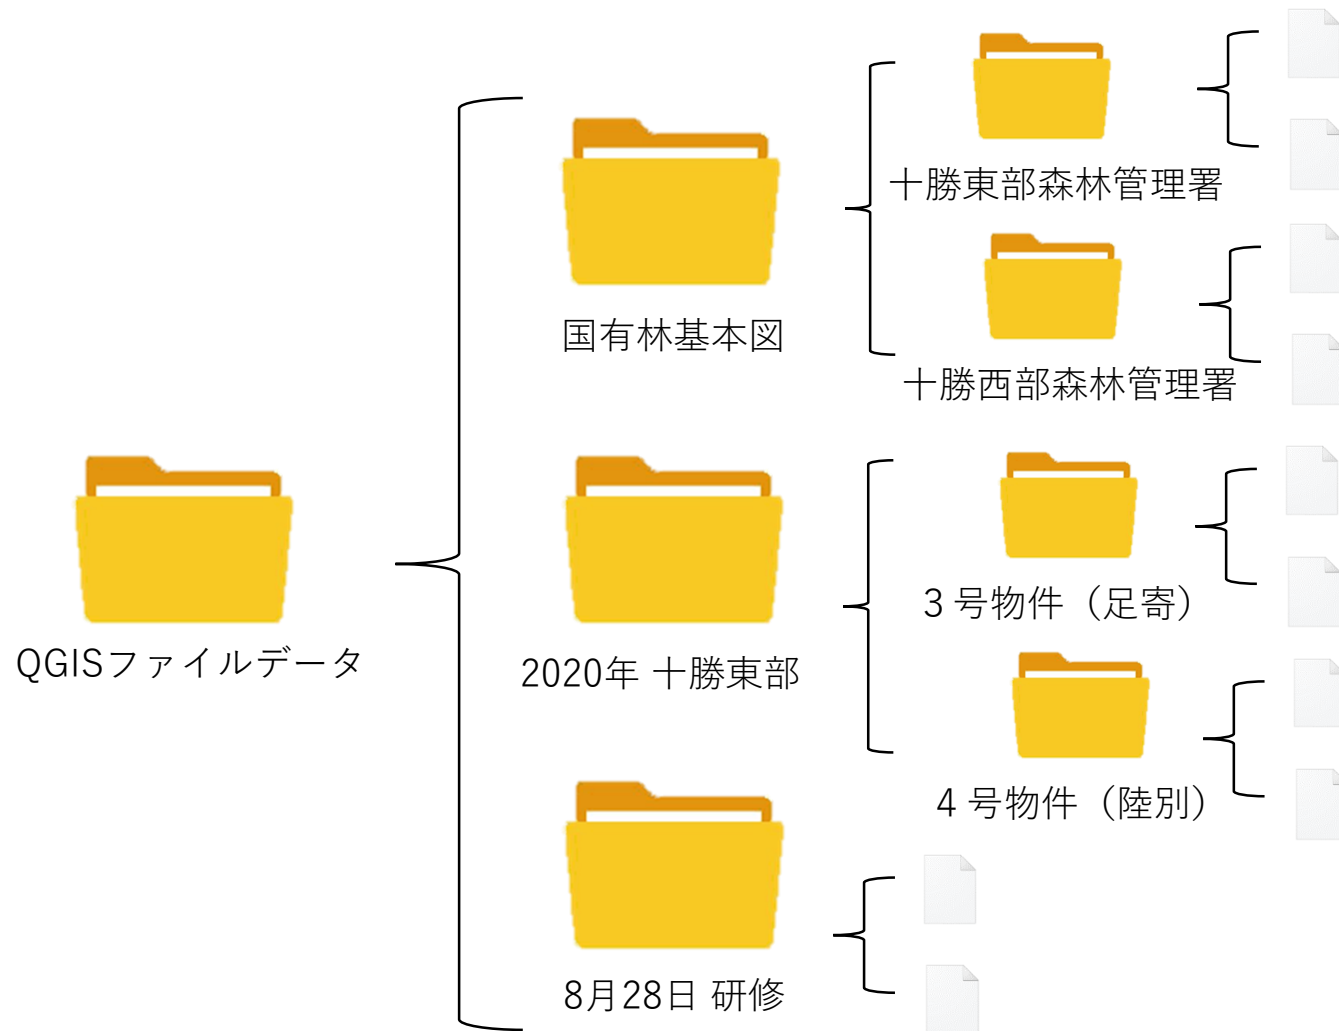 十勝東部森林管理署
国有林基本図
十勝西部森林管理署
QGISファイルデータ
2020年 十勝東部
３号物件（足寄）
４号物件（陸別）
8月28日 研修